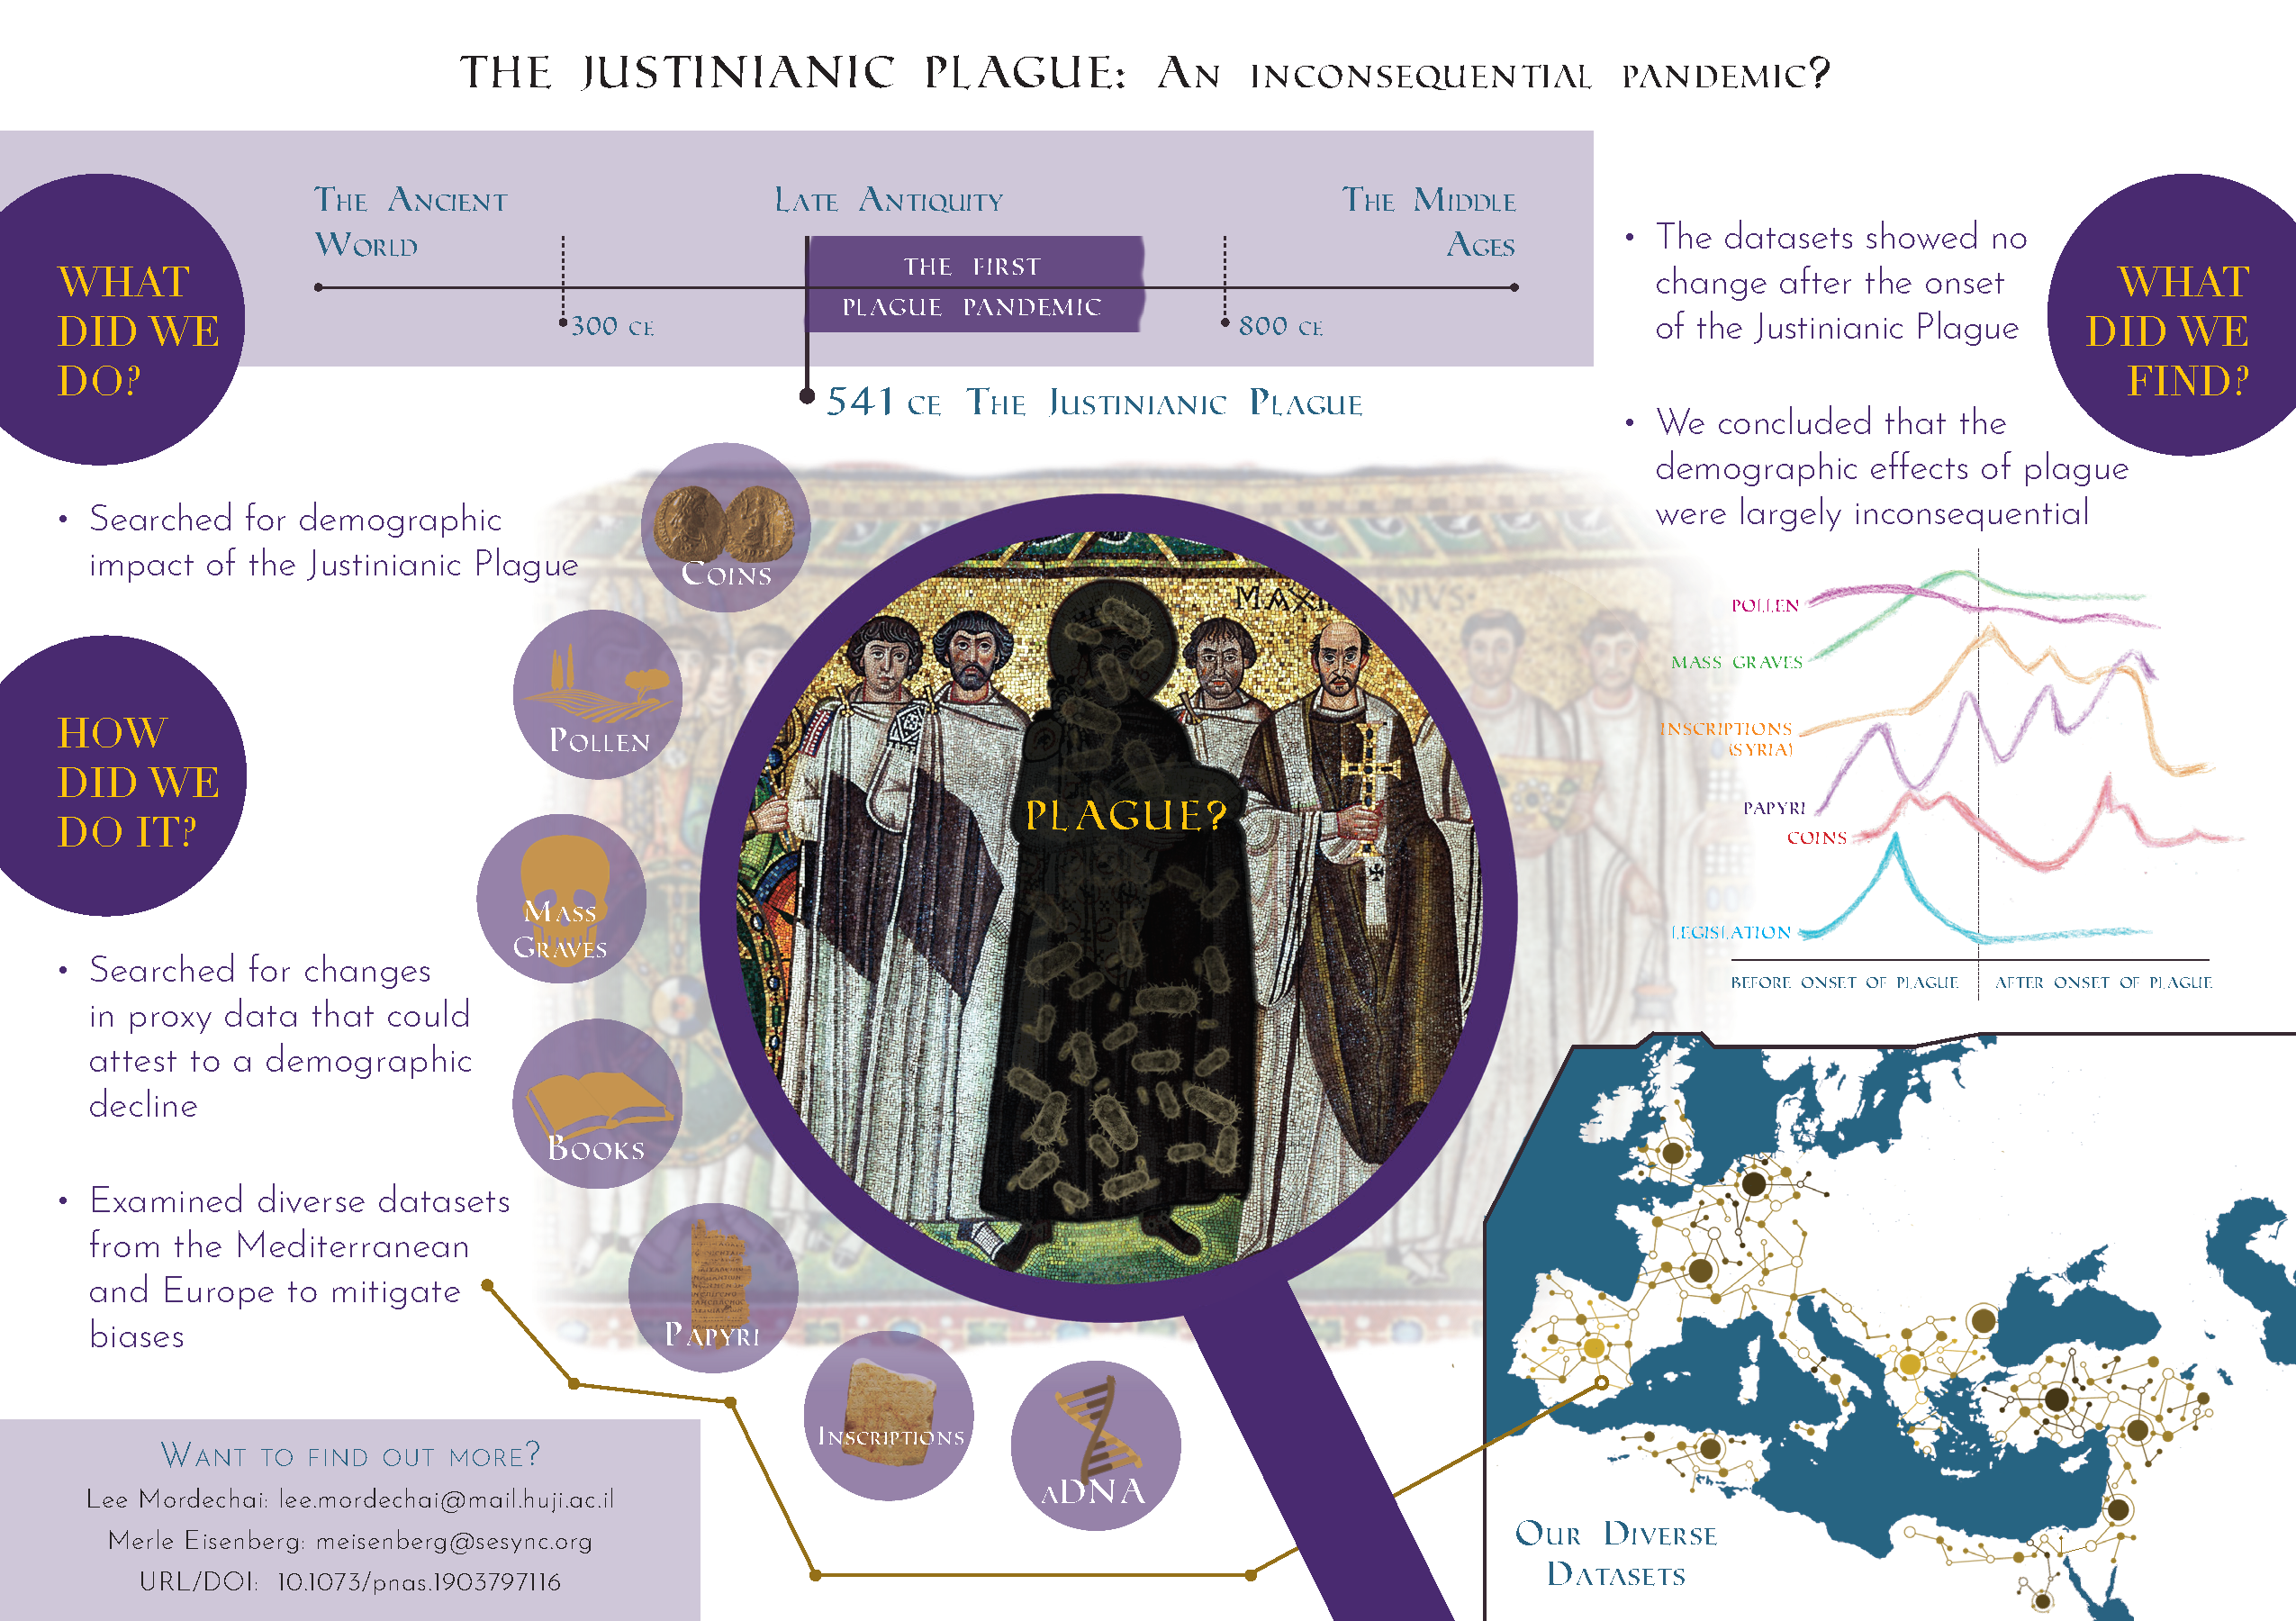 THE JUSTINIANIC PLAGUE: AN INCONSEQUENTIAL PANDEMIC?
WHAT
DID WE
DO?
THE ANCIENT
WORLD
LATE ANTIQUITY
THE MIDDLE
AGES
THE FIRST
PLAGUE PANDEMIC
300 CE
800 CE
541 CE THE JUSTINIANIC PLAGUE
• Searched for demographic
impact of the Justinianic Plague
HOW
DID WE
DO IT?
• Searched for changes
in proxy data that could
attest to a demographic
decline
• Examined diverse datasets
from the Mediterranean
and Europe to mitigate
biases
COINS
POLLEN
MASS
GRAVES
BOOKS
PAPYRI
INSCRIPTIONS
ADNA
MAXIMIANVS
PLAGUE?
WHAT
DID WE
FIND?
• The datasets showed no
change after the onset
of the Justinianic Plague
• We concluded that the
demographic effects of plague
were largely inconsequential
POLLEN
MASS GRAVES
INSCRIPTIONS
(SYRIA)
PAPYRI
COINS
LEGISLATION
BEFORE ONSET OF PLAGUE
AFTER ONSET OF PLAGUE
OUR DIVERSE
DATASETS
WANT TO FIND OUT MORE?
Lee Mordechai: lee.mordechai@mail.huji.ac.il
Merle Eisenberg: meisenberg@sesync.org
URL/DOI: 10.1073/pnas.1903797116